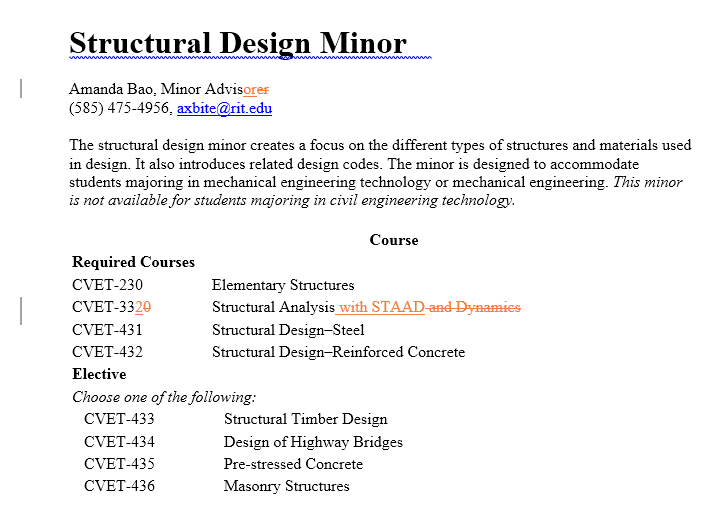 Structural Design Minor
Amanda Bao, Minor Advisorer
(585) 475-4956, axbite@rit.edu
The structural design minor creates a focus on the different types of structures and materials used
in design. It also introduces related design codes. The minor is designed to accommodate
students majoring in mechanical engineering technology or mechanical engineering. This minor
is not available for students majoring in civil engineering technology.
Course
Required Courses
CVET-230 Elementary Structures
CVET-3320 Structural Analysis with STAAD and Dynamics
CVET-431 Structural Design–Steel
CVET-432 Structural Design–Reinforced Concrete
Elective
Choose one of the following:
CVET-433 Structural Timber Design
CVET-434 Design of Highway Bridges
CVET-435 Pre-stressed Concrete
CVET-436 Masonry Structures